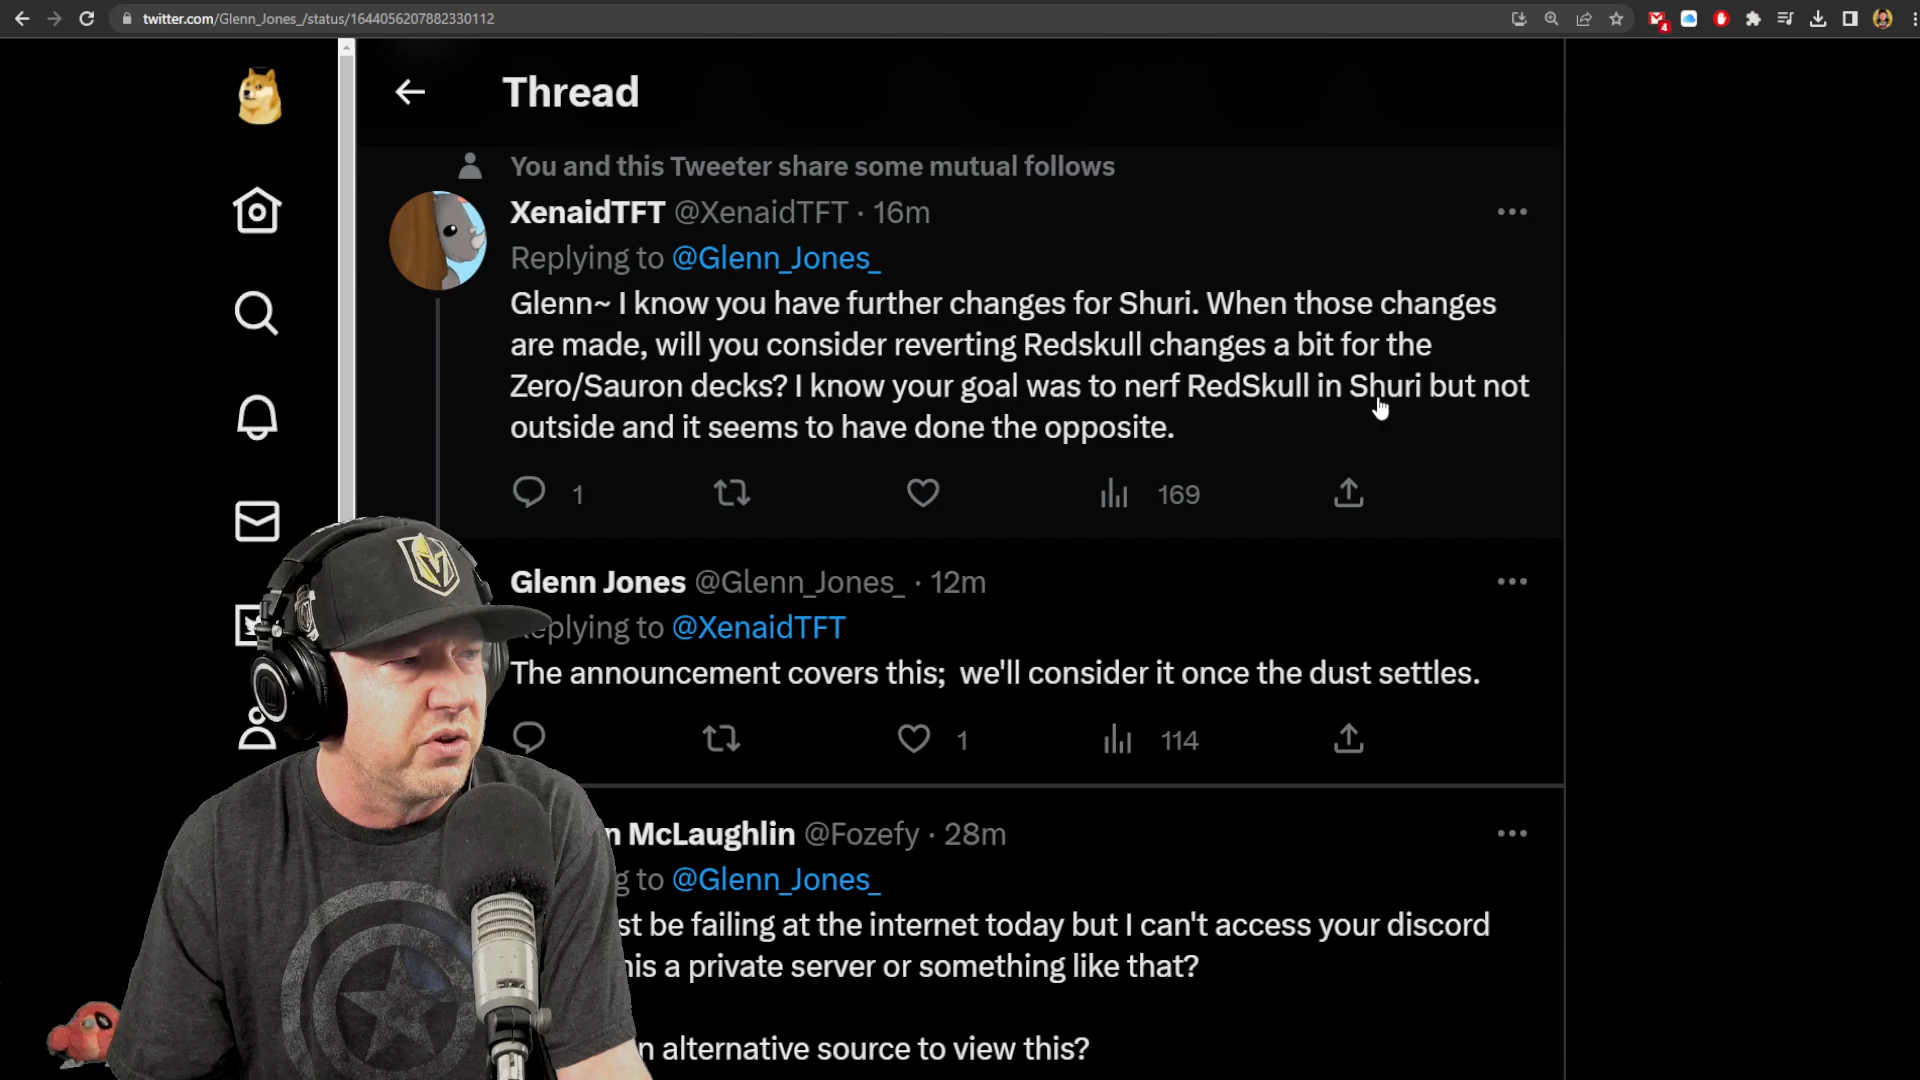 twitter.com/Glenn_Jones_/status/1644056207882330112
4
Thread
You and this Tweeter share some mutual follows
XenaidTFT @XenaidTFT · 16m
Replying to @Glenn_Jones_
Glenn~ I know you have further changes for Shuri. When those changes
are made, will you consider reverting Redskull changes a bit for the
Zero/Sauron decks? I know your goal was to nerf RedSkull in Shuri but not
outside and it seems to have done the opposite.
1 169
Glenn Jones @Glenn_Jones_ · 12m
eplying to @XenaidTFT
The announcement covers this;  we'll consider it once the dust settles.
1 114
n McLaughlin @Fozefy · 28m
g to @Glenn_Jones_
st be failing at the internet today but I can't access your discord
his a private server or something like that?
n alternative source to view this?